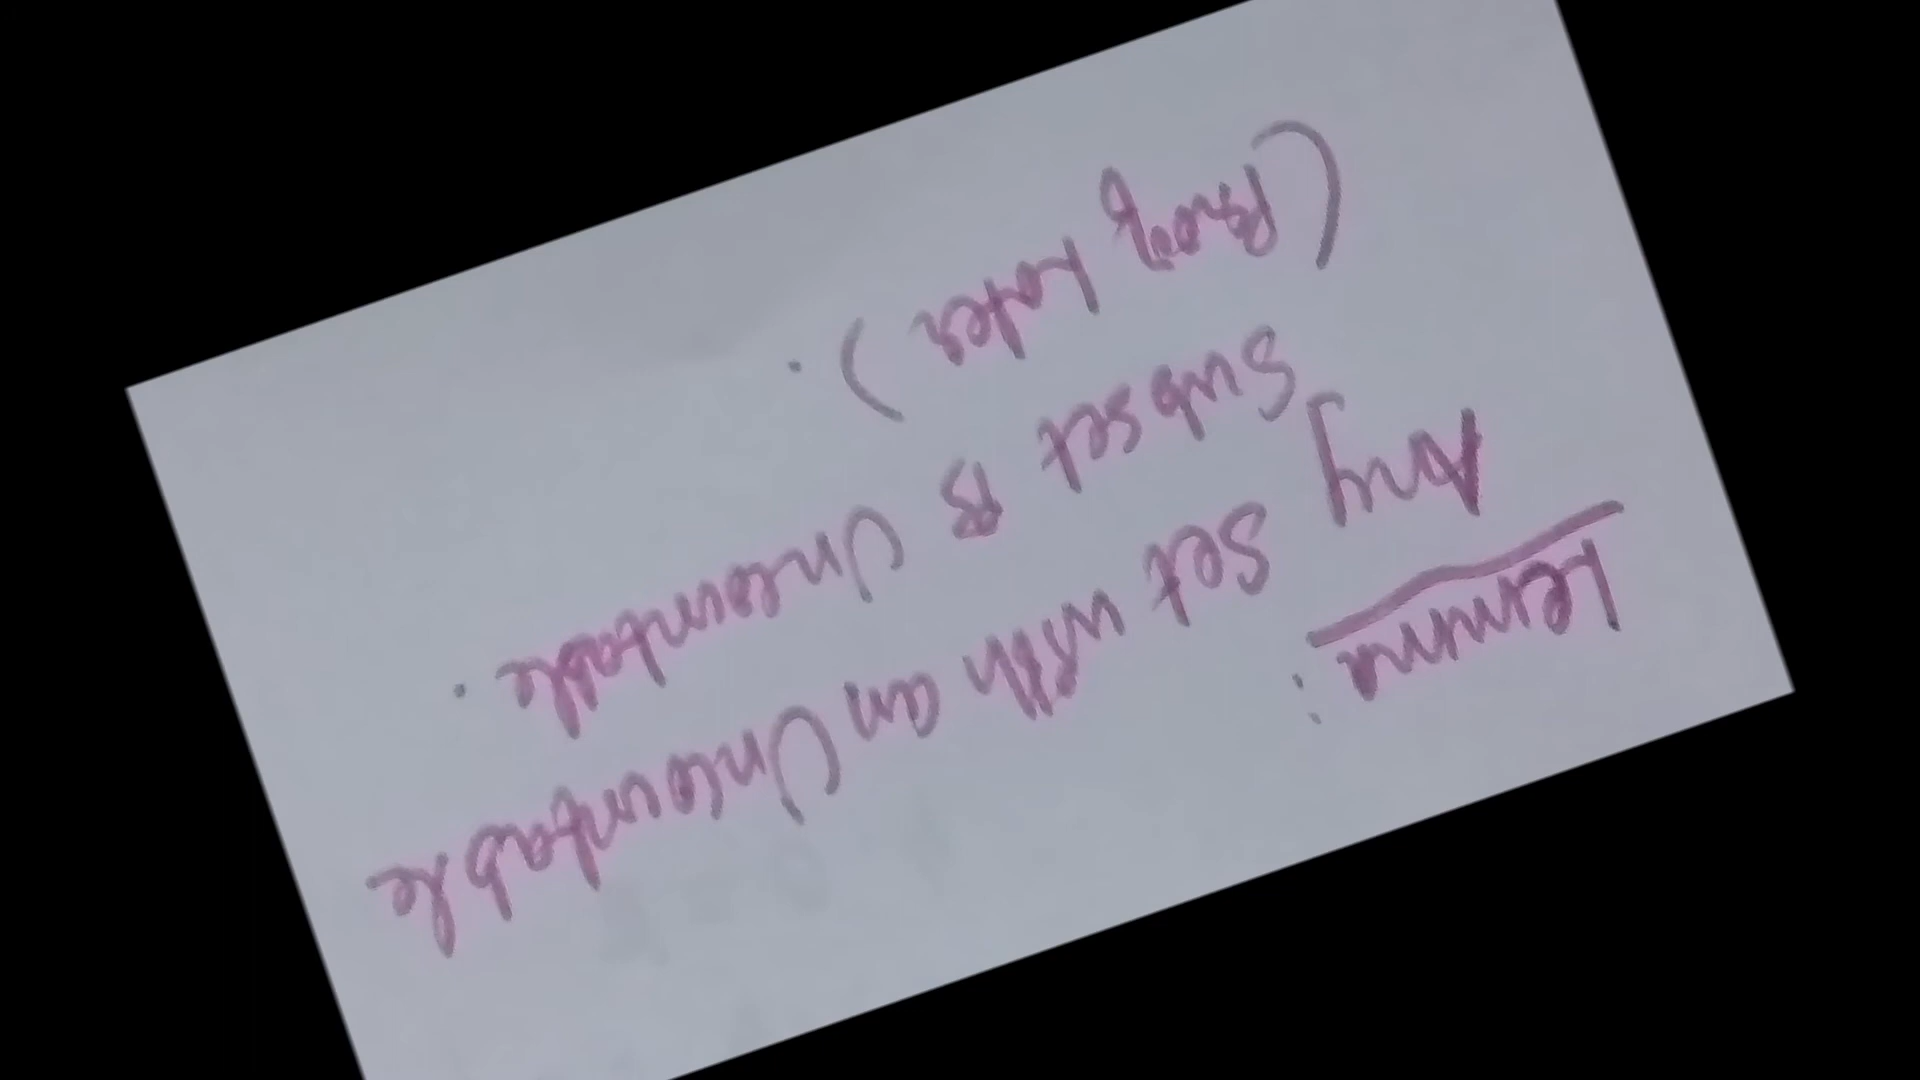 Lemma:
Any set with an Uncountable
Subset is Uncountable.
(Proof later).